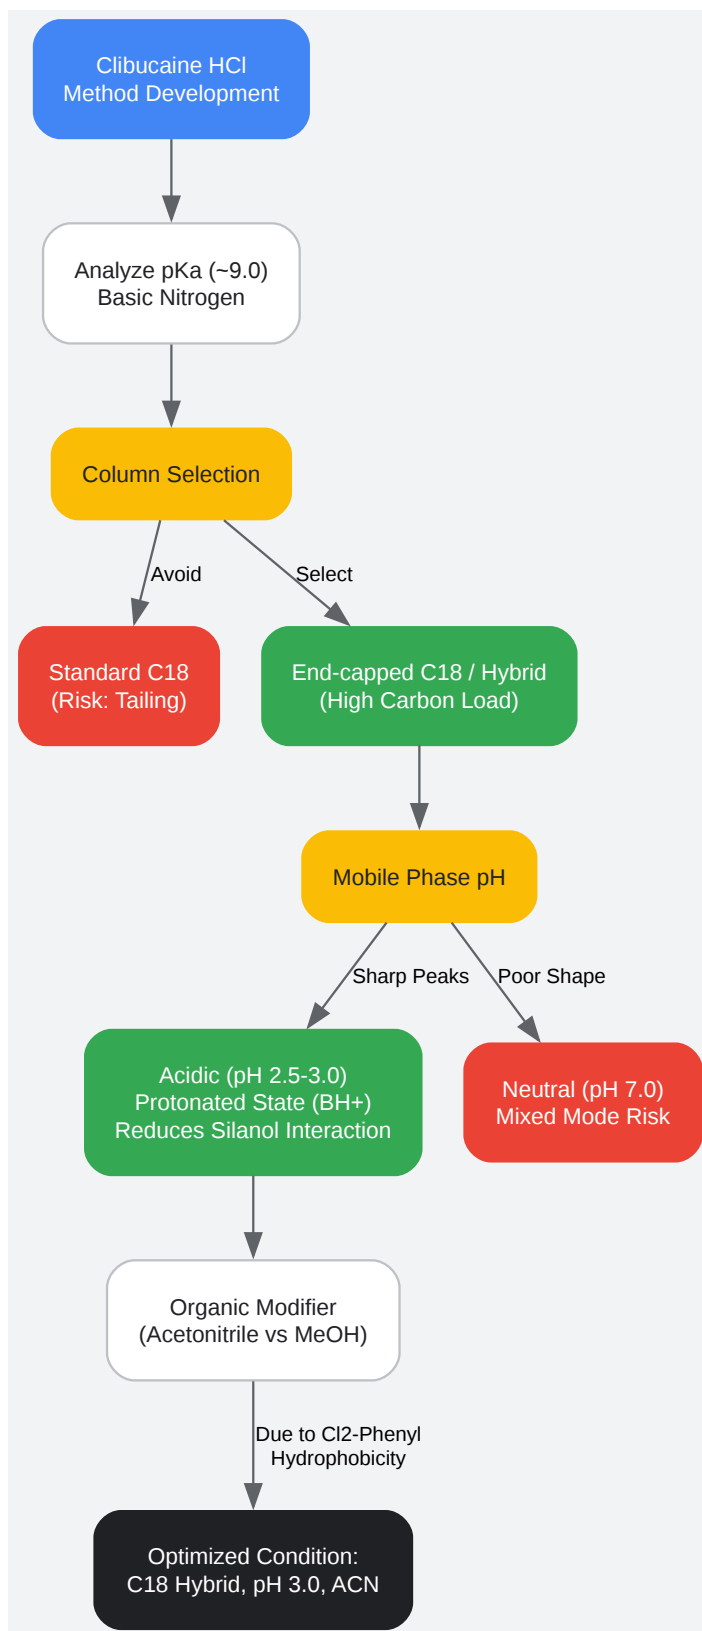 Clibucaine HCl
Method Development
Analyze pKa (~9.0)
Basic Nitrogen
Column Selection
Avoid
Select
Standard C18
(Risk: Tailing)
End-capped C18 / Hybrid
(High Carbon Load)
Mobile Phase pH
Sharp Peaks
Poor Shape
Acidic (pH 2.5-3.0)
Protonated State (BH+)
Reduces Silanol Interaction
Neutral (pH 7.0)
Mixed Mode Risk
Organic Modifier
(Acetonitrile vs MeOH)
Due to Cl2-Phenyl
Hydrophobicity
Optimized Condition:
C18 Hybrid, pH 3.0, ACN